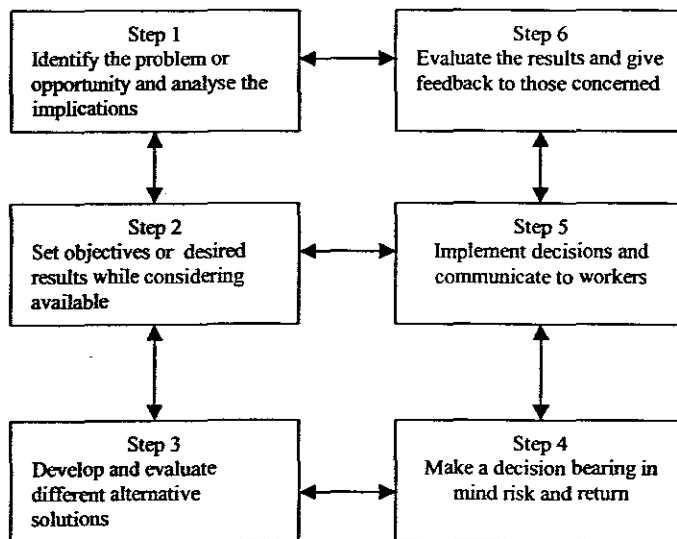 Step 1
Identify the problem or
opportunity and analyse the
implications
Step 6
Evaluate the results and give
feedback to those concerned
Step 2
Set objectives or desired
results while considering
available
Step 5
Implement decisions and
communicate to workers
Step 3
Develop and evaluate
different alternative
solutions
Step 4
Make a decision bearing in
mind risk and return